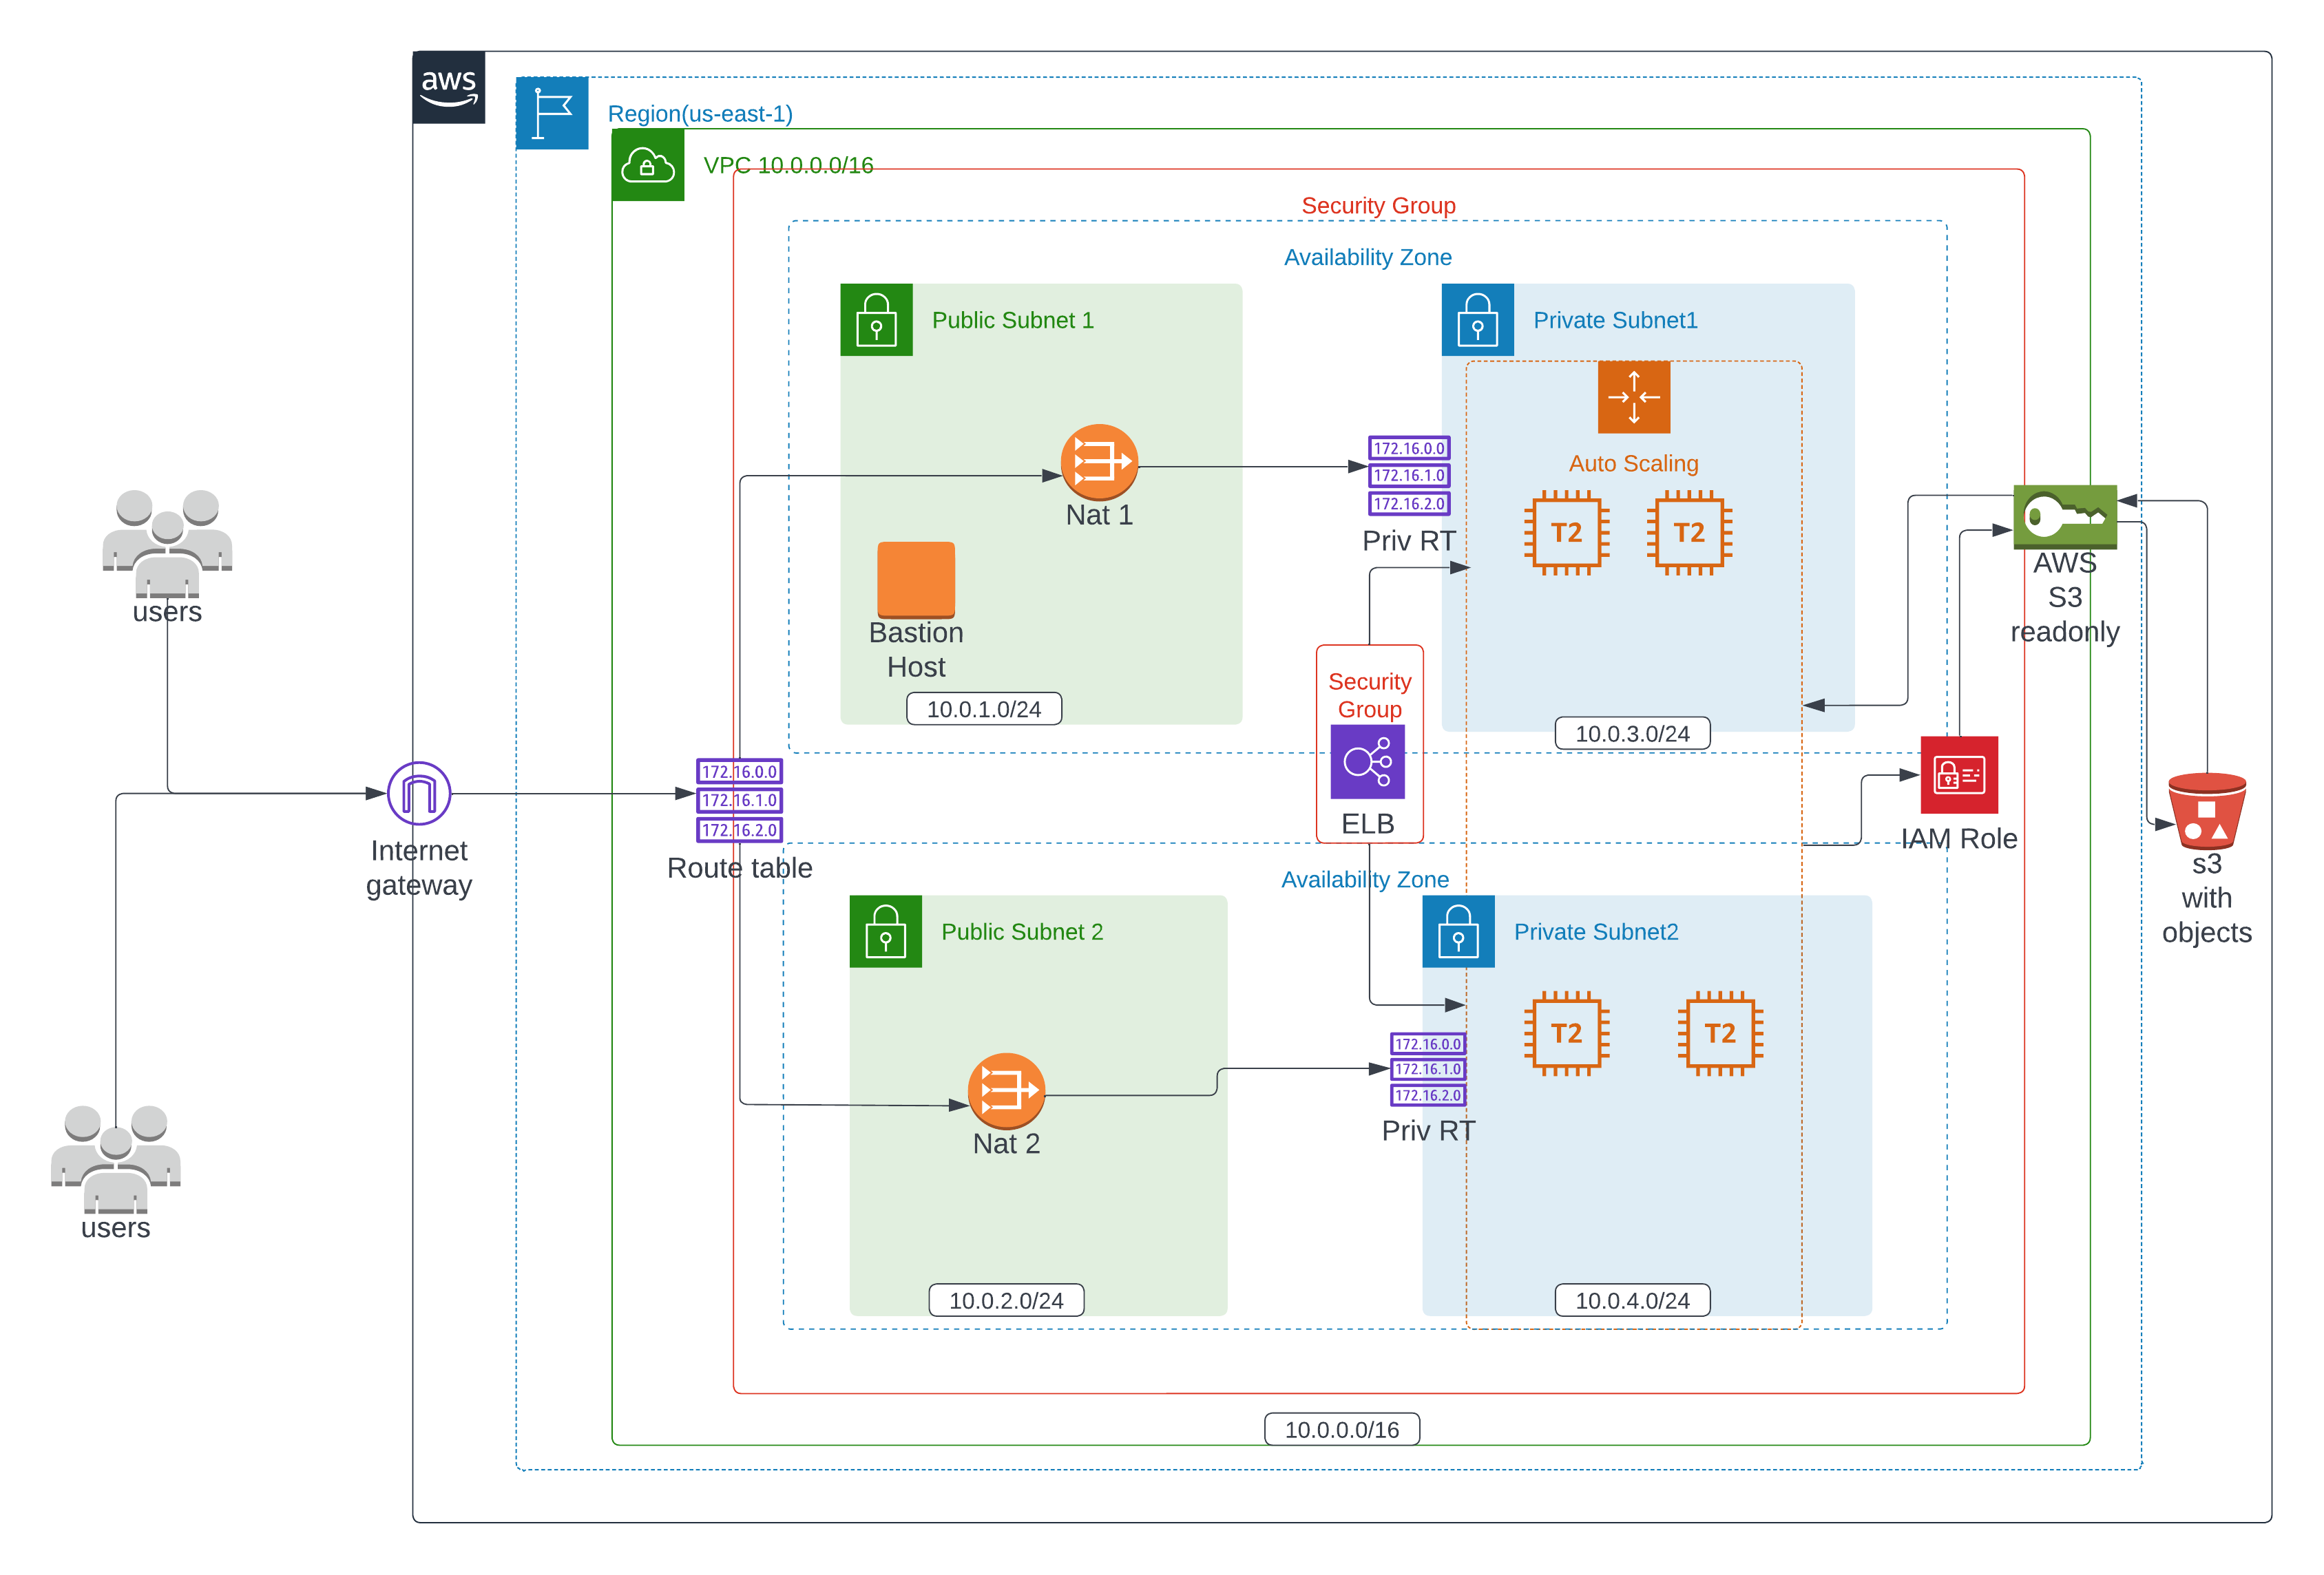 aws
Region(us-east-1)
VPC 10.0.0.0/16
Security Group
Availability Zone
Public Subnet 1
Private Subnet1
Nat 1
172.16.0.0
172.16.1.0
172.16.2.0
Priv RT
Auto Scaling
T2
T2
Bastion
Host
10.0.1.0/24
10.0.3.0/24
users
users
Internet
gateway
172.16.0.0
172.16.1.0
172.16.2.0
Route table
Security
Group
ELB
AWS
S3
readonly
IAM Role
s3
with
objects
Availability Zone
Public Subnet 2
Private Subnet2
Nat 2
172.16.0.0
172.16.1.0
172.16.2.0
Priv RT
T2
T2
10.0.2.0/24
10.0.4.0/24
10.0.0.0/16